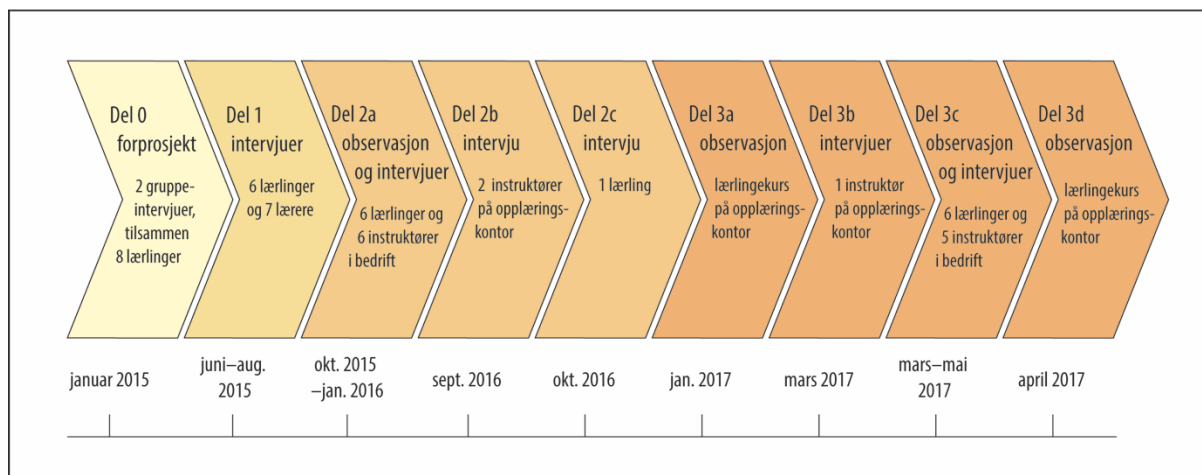 Del 0
forprosjekt
2 gruppe-
intervjuer,
tilsammen
8 lærlinger
januar 2015
Del 1
intervjuer
6 lærlinger
og 7 lærere
juni–aug.
2015
Del 2a
observasjon
og intervjuer
6 lærlinger og
6 instruktører
i bedrift
okt. 2015
–jan. 2016
Del 2b
intervju
2 instruktører
på opplærings-
kontor
sept. 2016
Del 2c
intervju
1 lærling
okt. 2016
Del 3a
observasjon
lærlingekurs
på opplærings-
kontor
jan. 2017
Del 3b
intervjuer
1 instruktør
på opplærings-
kontor
mars 2017
Del 3c
observasjon
og intervjuer
6 lærlinger og
5 instruktører
i bedrift
mars–mai
2017
Del 3d
observasjon
lærlingekurs
på opplærings-
kontor
april 2017